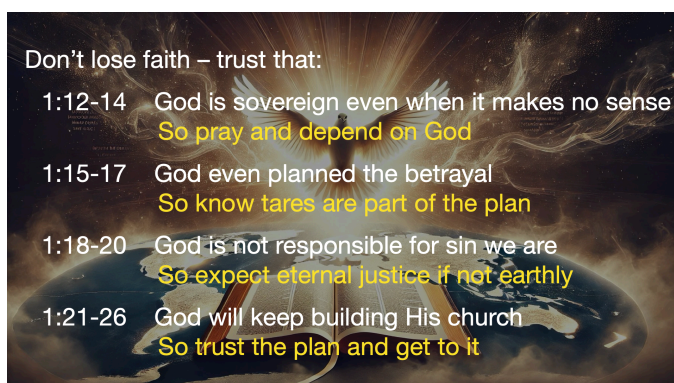 Don’t lose faith – trust that:
1:12-14 God is sovereign even when it makes no sense
So pray and depend on God
1:15-17 God even planned the betrayal
So know tares are part of the plan
1:18-20 God is not responsible for sin we are
So expect eternal justice if not earthly
1:21-26 God will keep building His church
So trust the plan and get to it